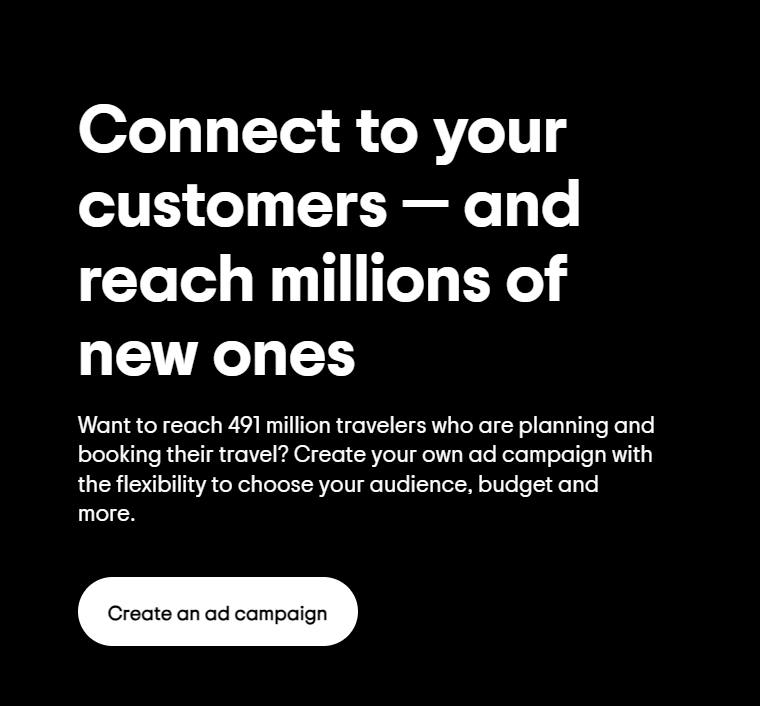 Connect to your
customers — and
reach millions of
new ones
Want to reach 491 million travelers who are planning and
booking their travel? Create your own ad campaign with
the flexibility to choose your audience, budget and
more.
Create an ad campaign